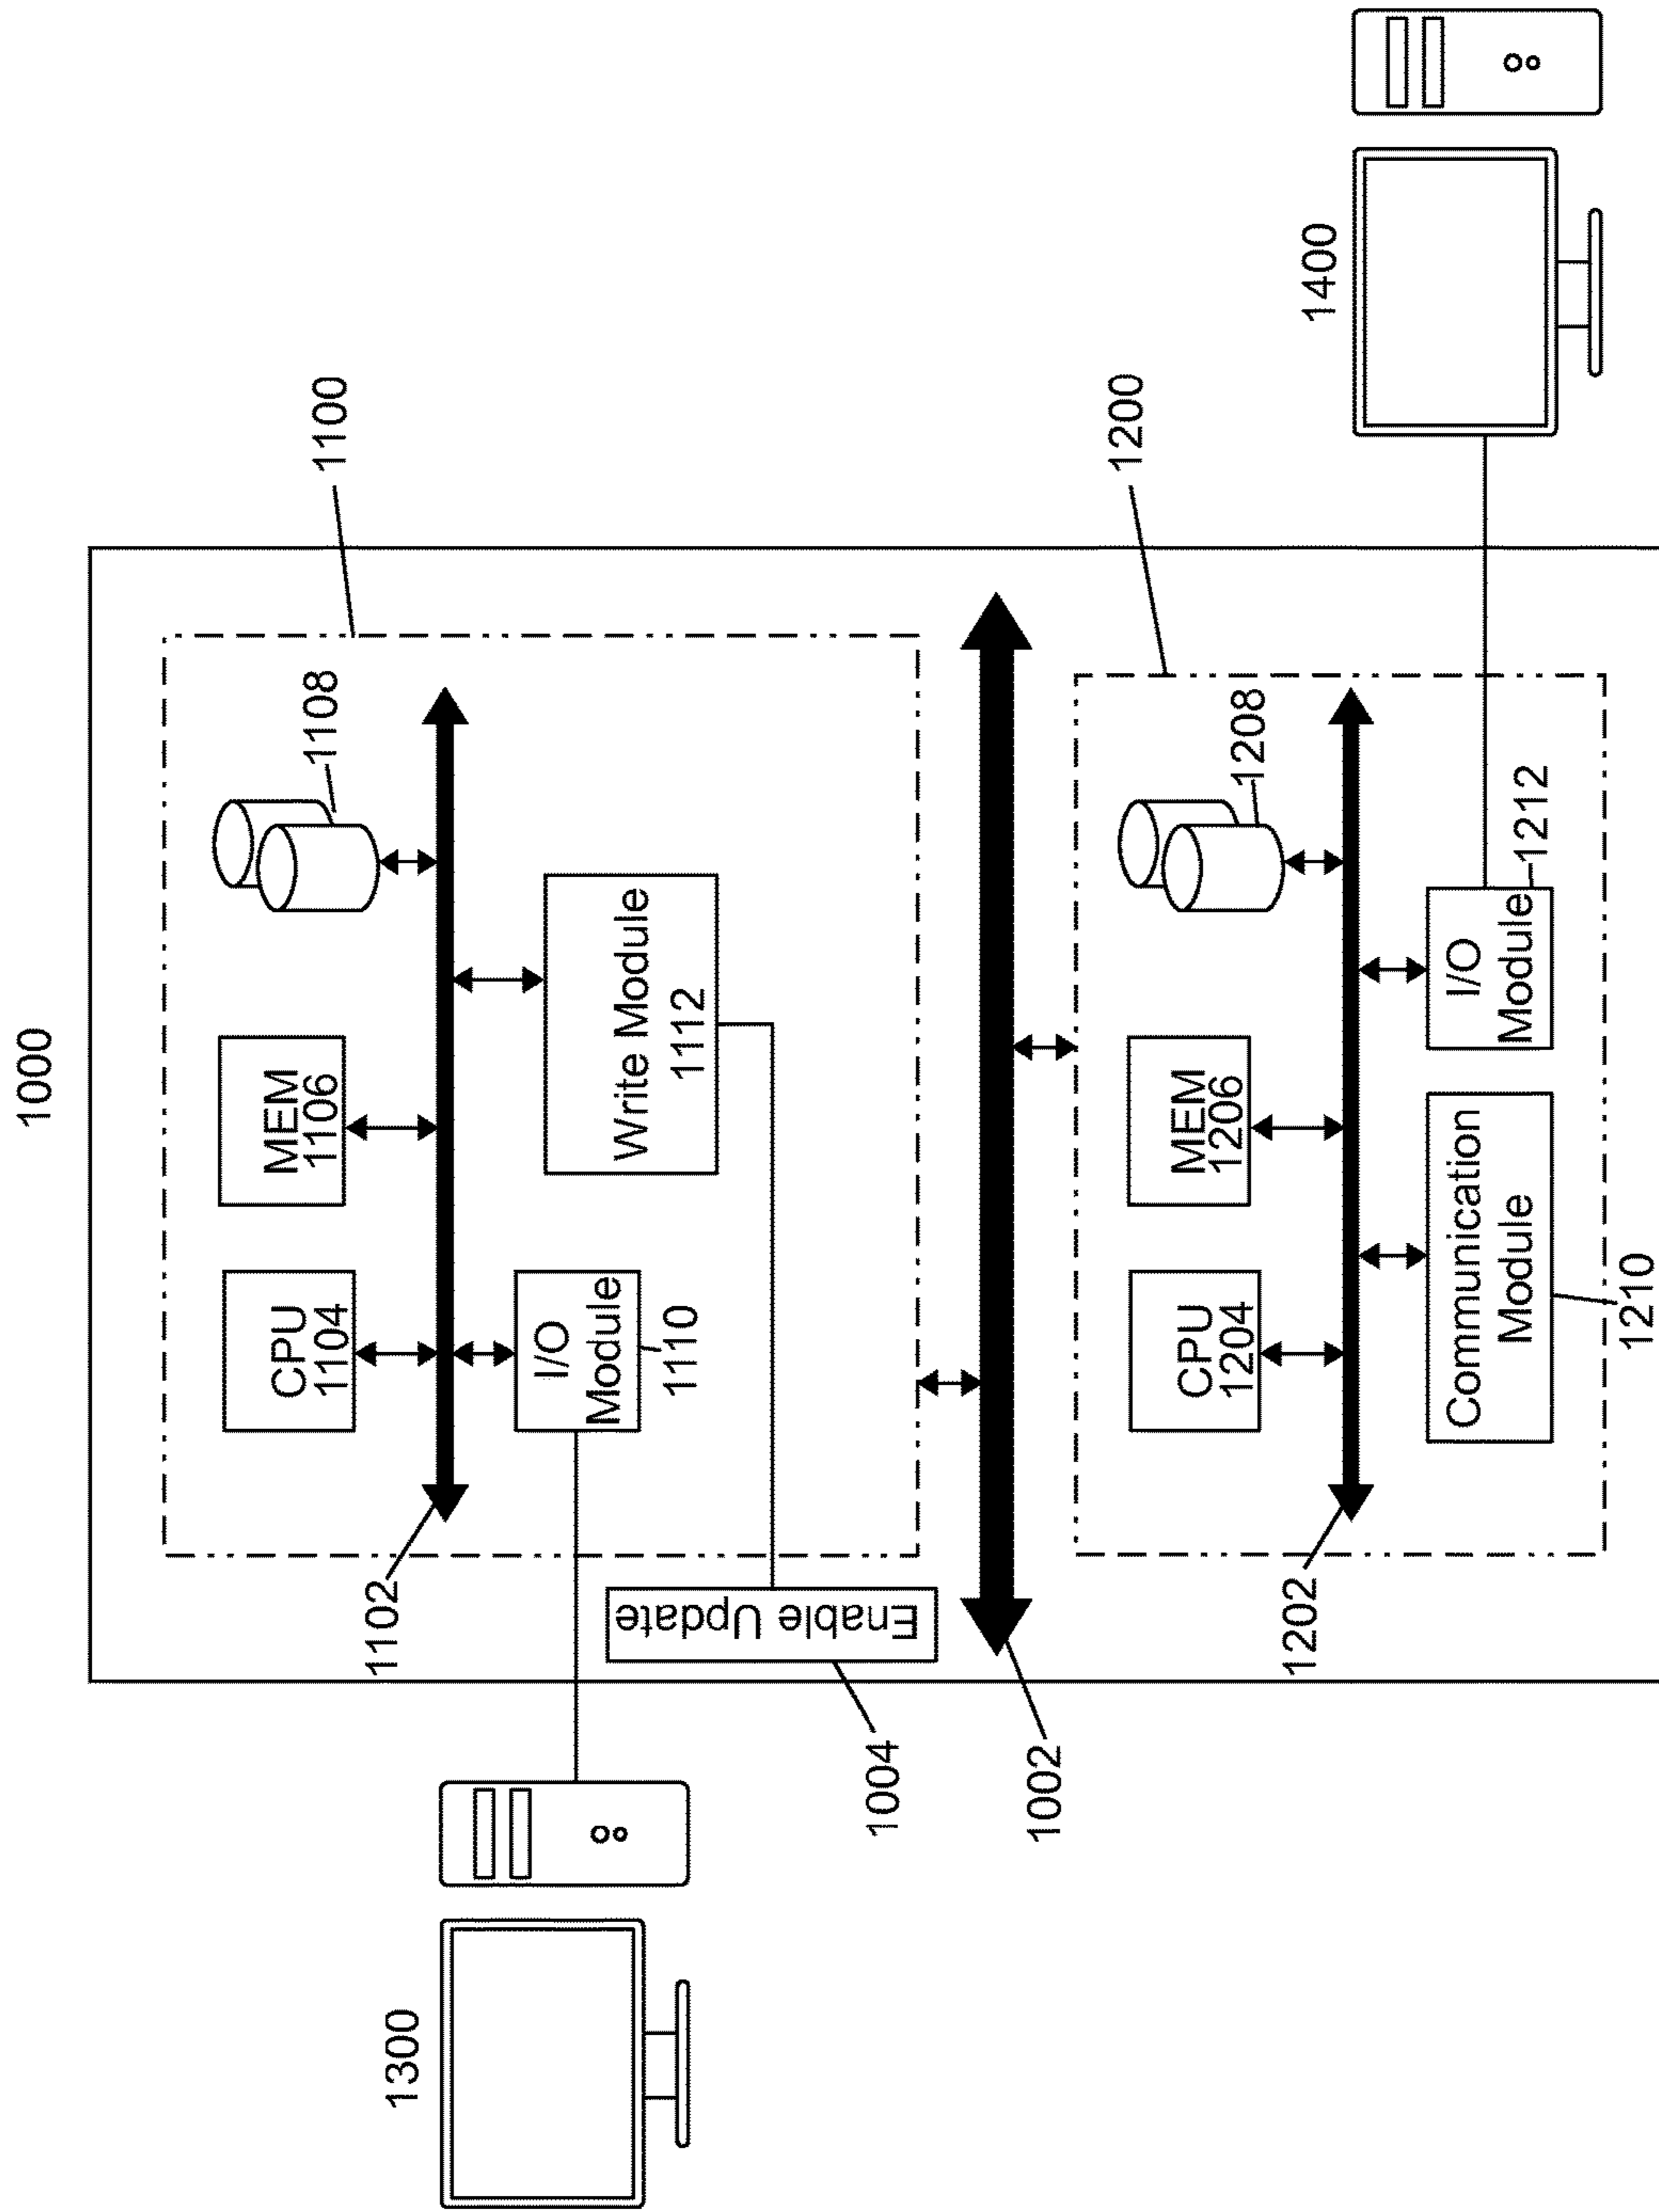 1000
1100
CPU
1104
MEM
1106
1108
1102
I/O
Module
1110
Write Module
1112
1300
Enable Update
1004
1002
1200
CPU
1204
MEM
1206
1208
1202
Communication
Module
1210
I/O
Module
1212
1400